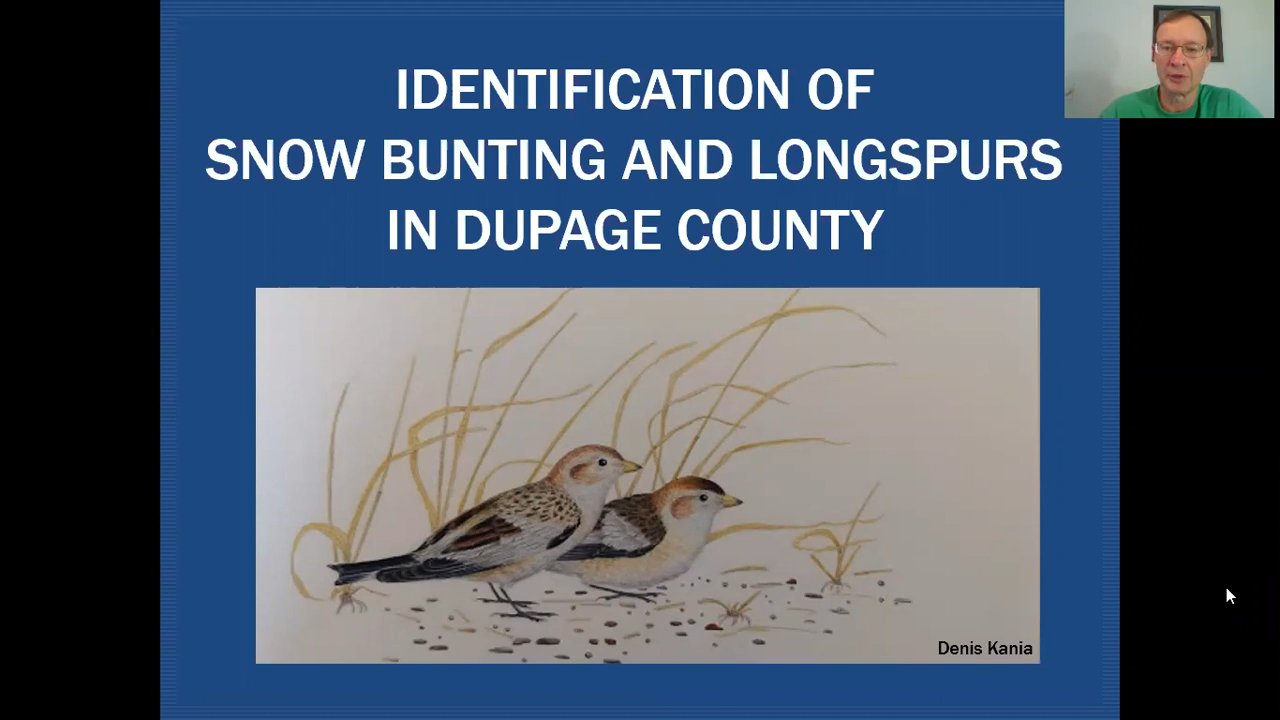 IDENTIFICATION OF
SNOW BUNTING AND LONGSPURS
IN DUPAGE COUNTY
Denis Kania